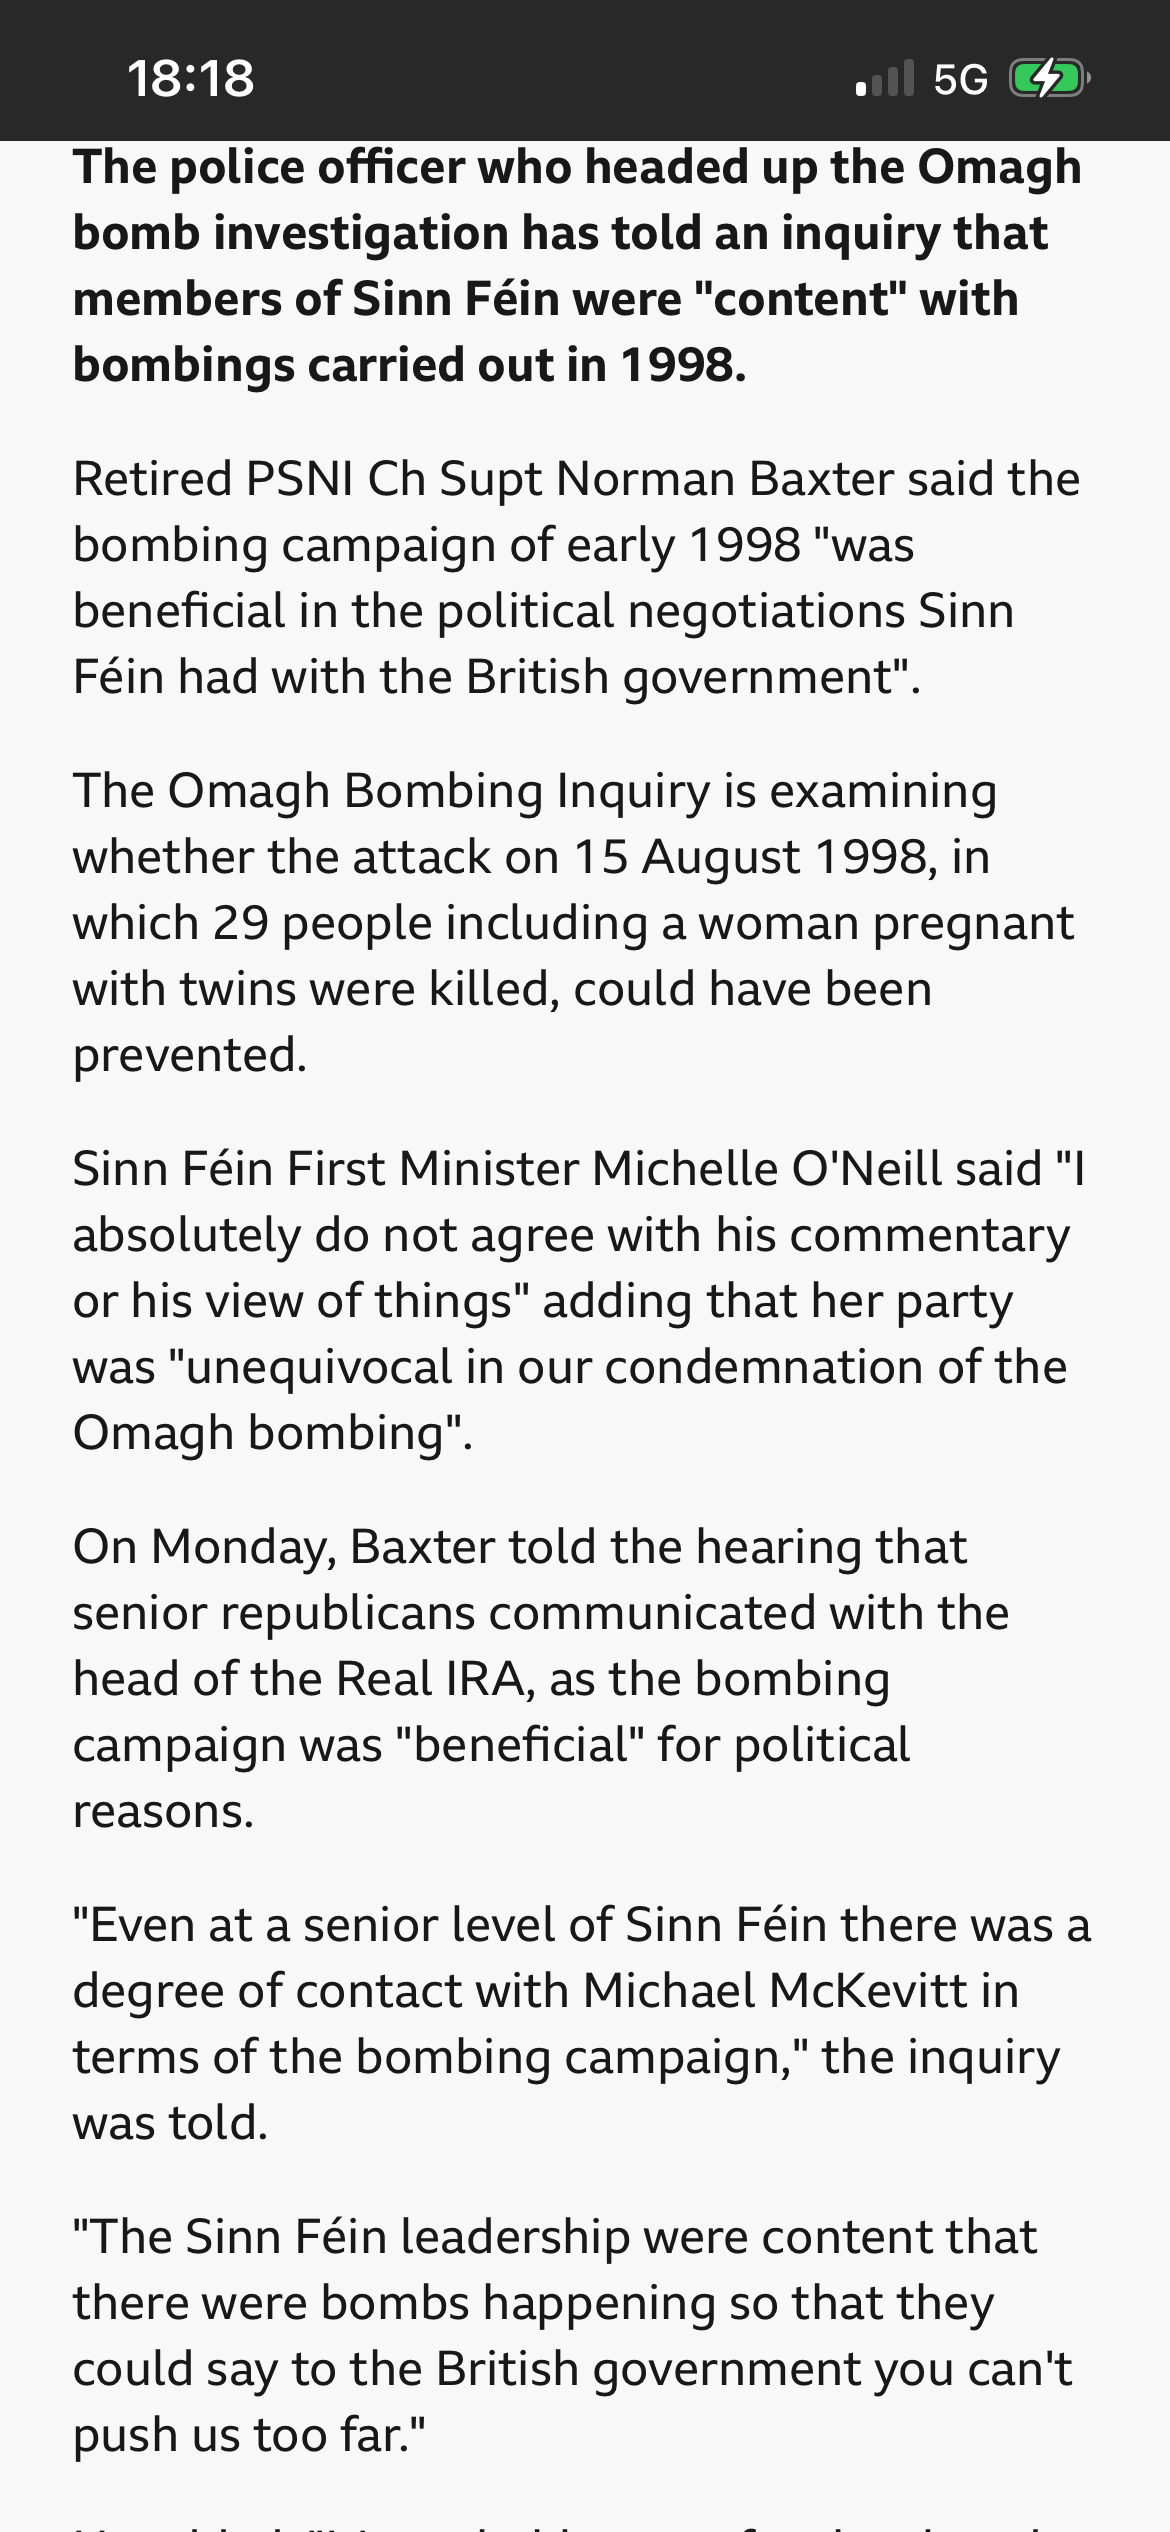 18:18
5G
The police officer who headed up the Omagh
bomb investigation has told an inquiry that
members of Sinn Féin were "content" with
bombings carried out in 1998.
Retired PSNI Ch Supt Norman Baxter said the
bombing campaign of early 1998 "was
beneficial in the political negotiations Sinn
Féin had with the British government".
The Omagh Bombing Inquiry is examining
whether the attack on 15 August 1998, in
which 29 people including a woman pregnant
with twins were killed, could have been
prevented.
Sinn Féin First Minister Michelle O'Neill said "I
absolutely do not agree with his commentary
or his view of things" adding that her party
was "unequivocal in our condemnation of the
Omagh bombing".
On Monday, Baxter told the hearing that
senior republicans communicated with the
head of the Real IRA, as the bombing
campaign was "beneficial" for political
reasons.
"Even at a senior level of Sinn Féin there was a
degree of contact with Michael McKevitt in
terms of the bombing campaign," the inquiry
was told.
"The Sinn Féin leadership were content that
there were bombs happening so that they
could say to the British government you can't
push us too far."